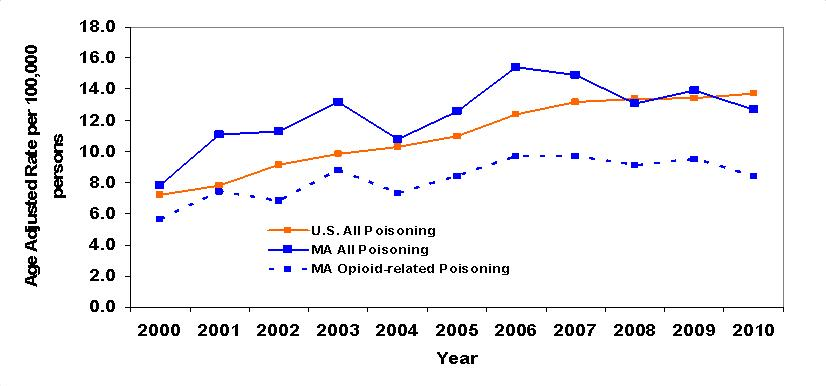 18.0
16.0
14.0
12.0
10.0
8.0
6.0
4.0
2.0
0.0
Age Adjusted Rate per 100,000
persons
U.S. All Poisoning
MA All Poisoning
MA Opioid-related Poisoning
2000 2001 2002 2003 2004 2005 2006 2007 2008 2009 2010
Year